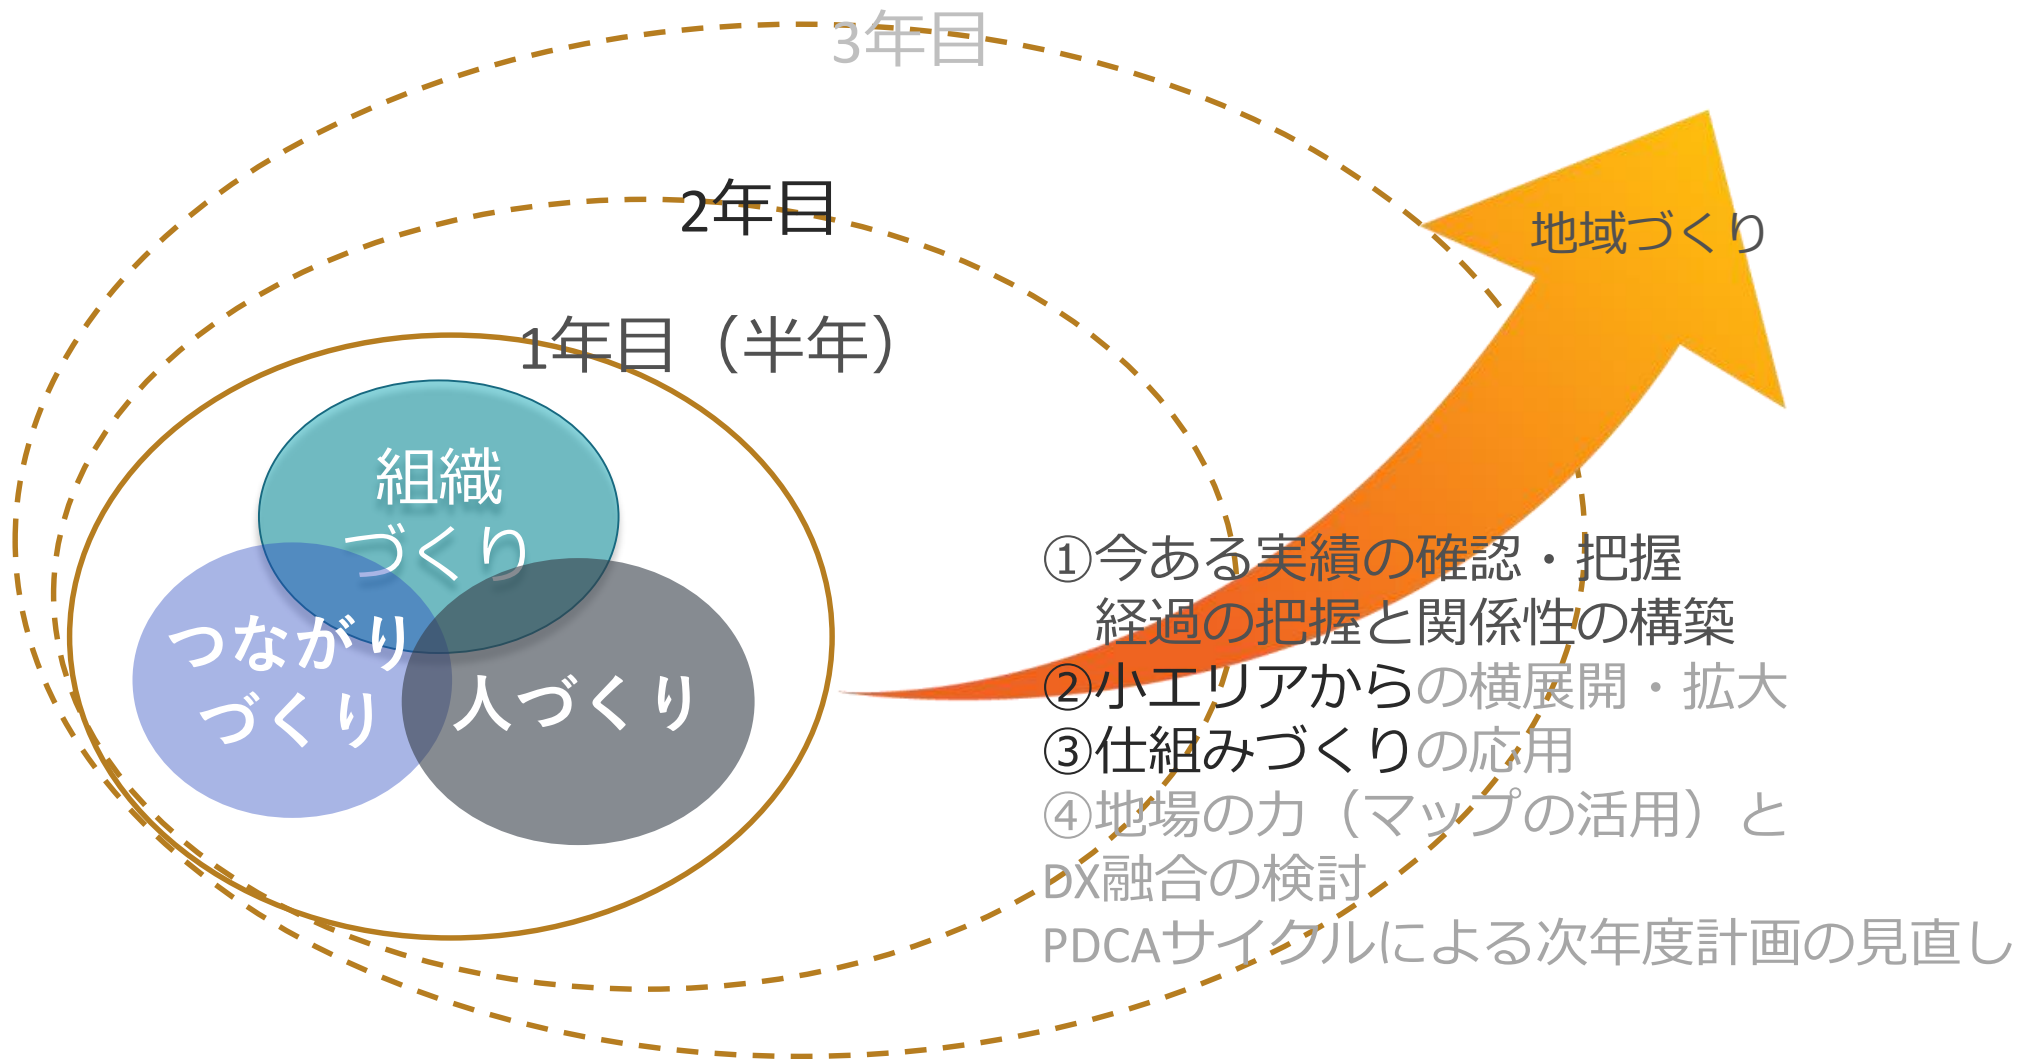 3年目
2年目
地域づくり
1年目（半年）
組織
づくり
つながり
づくり
人づくり
①今ある実績の確認・把握
経過の把握と関係性の構築
②小エリアからの横展開・拡大
③仕組みづくりの応用
④地場の力（マップの活用）と
DX融合の検討
PDCAサイクルによる次年度計画の見直し